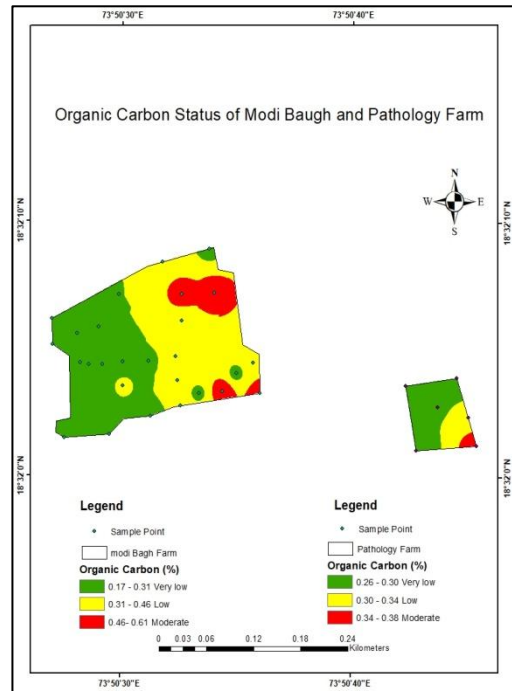 73°50'30"E
73°50'40"E
Organic Carbon Status of Modi Baugh and Pathology Farm
N
W
E
S
18°32'10"N
18°32'10"N
18°32'0"N
18°32'0"N
Legend
Sample Point
modi Bagh Farm
Organic Carbon (%)
0.17 - 0.31 Very low
0.31 - 0.46 Low
0.46- 0.61 Moderate
Legend
Sample Point
Pathology Farm
Organic Carbon (%)
0.26 - 0.30 Very low
0.30 - 0.34 Low
0.34 - 0.38 Moderate
0 0.03 0.06 0.12 0.18 0.24
Kilometers
73°50'30"E
73°50'40"E